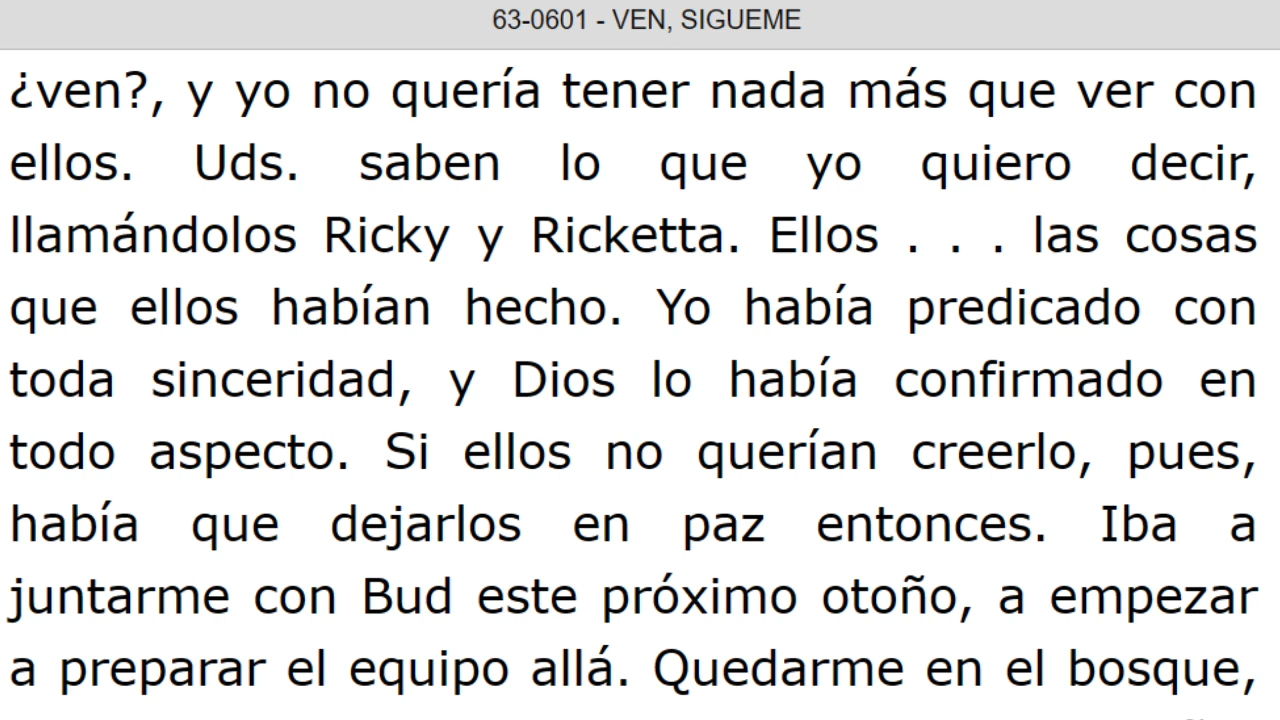 63-0601 - VEN, SIGUEME
¿ven?, y yo no quería tener nada más que ver con
ellos. Uds. saben lo que yo quiero decir,
llamándolos Ricky y Ricketta. Ellos . . . las cosas
que ellos habían hecho. Yo había predicado con
toda sinceridad, y Dios lo había confirmado en
todo aspecto. Si ellos no querían creerlo, pues,
había que dejarlos en paz entonces. Iba a
juntarme con Bud este próximo otoño, a empezar
a preparar el equipo allá. Quedarme en el bosque,